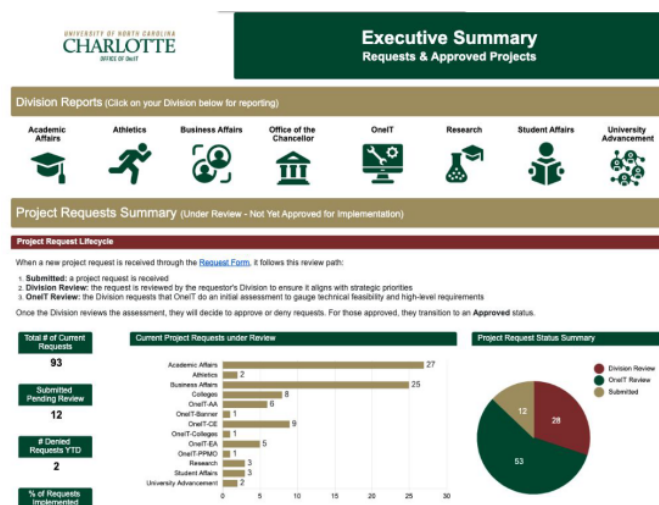 UNIVERSITY OF NORTH CAROLINA
CHARLOTTE
OFFICE OF OneIT
Executive Summary
Requests & Approved Projects
Division Reports (Click on your Division below for reporting)
Academic
Affairs
Athletics
Business Affairs
Office of the
Chancellor
OneIT
Research
Student Affairs
University
Advancement
Project Requests Summary (Under Review - Not Yet Approved for Implementation)
Project Request Lifecycle
When a new project request is received through the Request Form, it follows this review path:
1. Submitted: a project request is received
2. Division Review: the request is reviewed by the requestor's Division to ensure it aligns with strategic priorities
3. OneIT Review: the Division requests that OneIT do an initial assessment to gauge technical feasibility and high-level requirements
Once the Division reviews the assessment, they will decide to approve or deny requests. For those approved, they transition to an Approved status.
Total # of Current
Requests
93
Submitted
Pending Review
12
# Denied
Requests YTD
2
% of Requests
Implemented
Current Project Requests under Review
Academic Affairs 27
Athletics 2
Business Affairs 25
Colleges 8
OneIT-AA 6
OneIT-Banner 1
OneIT-CE 9
OneIT-Colleges 1
OneIT-EA 5
OneIT-PPMO 1
Research 3
Student Affairs 3
University Advancement 2
0 5 10 15 20 25 30
Project Request Status Summary
Division Review
OneIT Review
Submitted
12
28
53